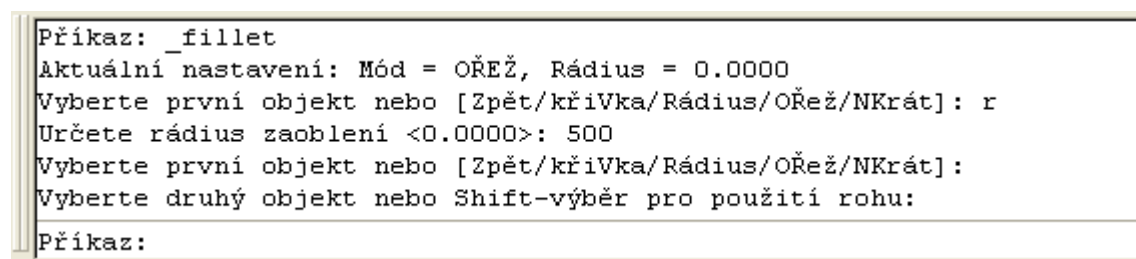 Příkaz: _fillet
Aktuální nastavení: Mód = OŘEŽ, Rádius = 0.0000
Vyberte první objekt nebo [Zpět/křiVka/Rádius/OŘež/NKrát]: r
Určete rádius zaoblení <0.0000>: 500
Vyberte první objekt nebo [Zpět/křiVka/Rádius/OŘež/NKrát]:
Vyberte druhý objekt nebo Shift-výběr pro použití rohu:
Příkaz: